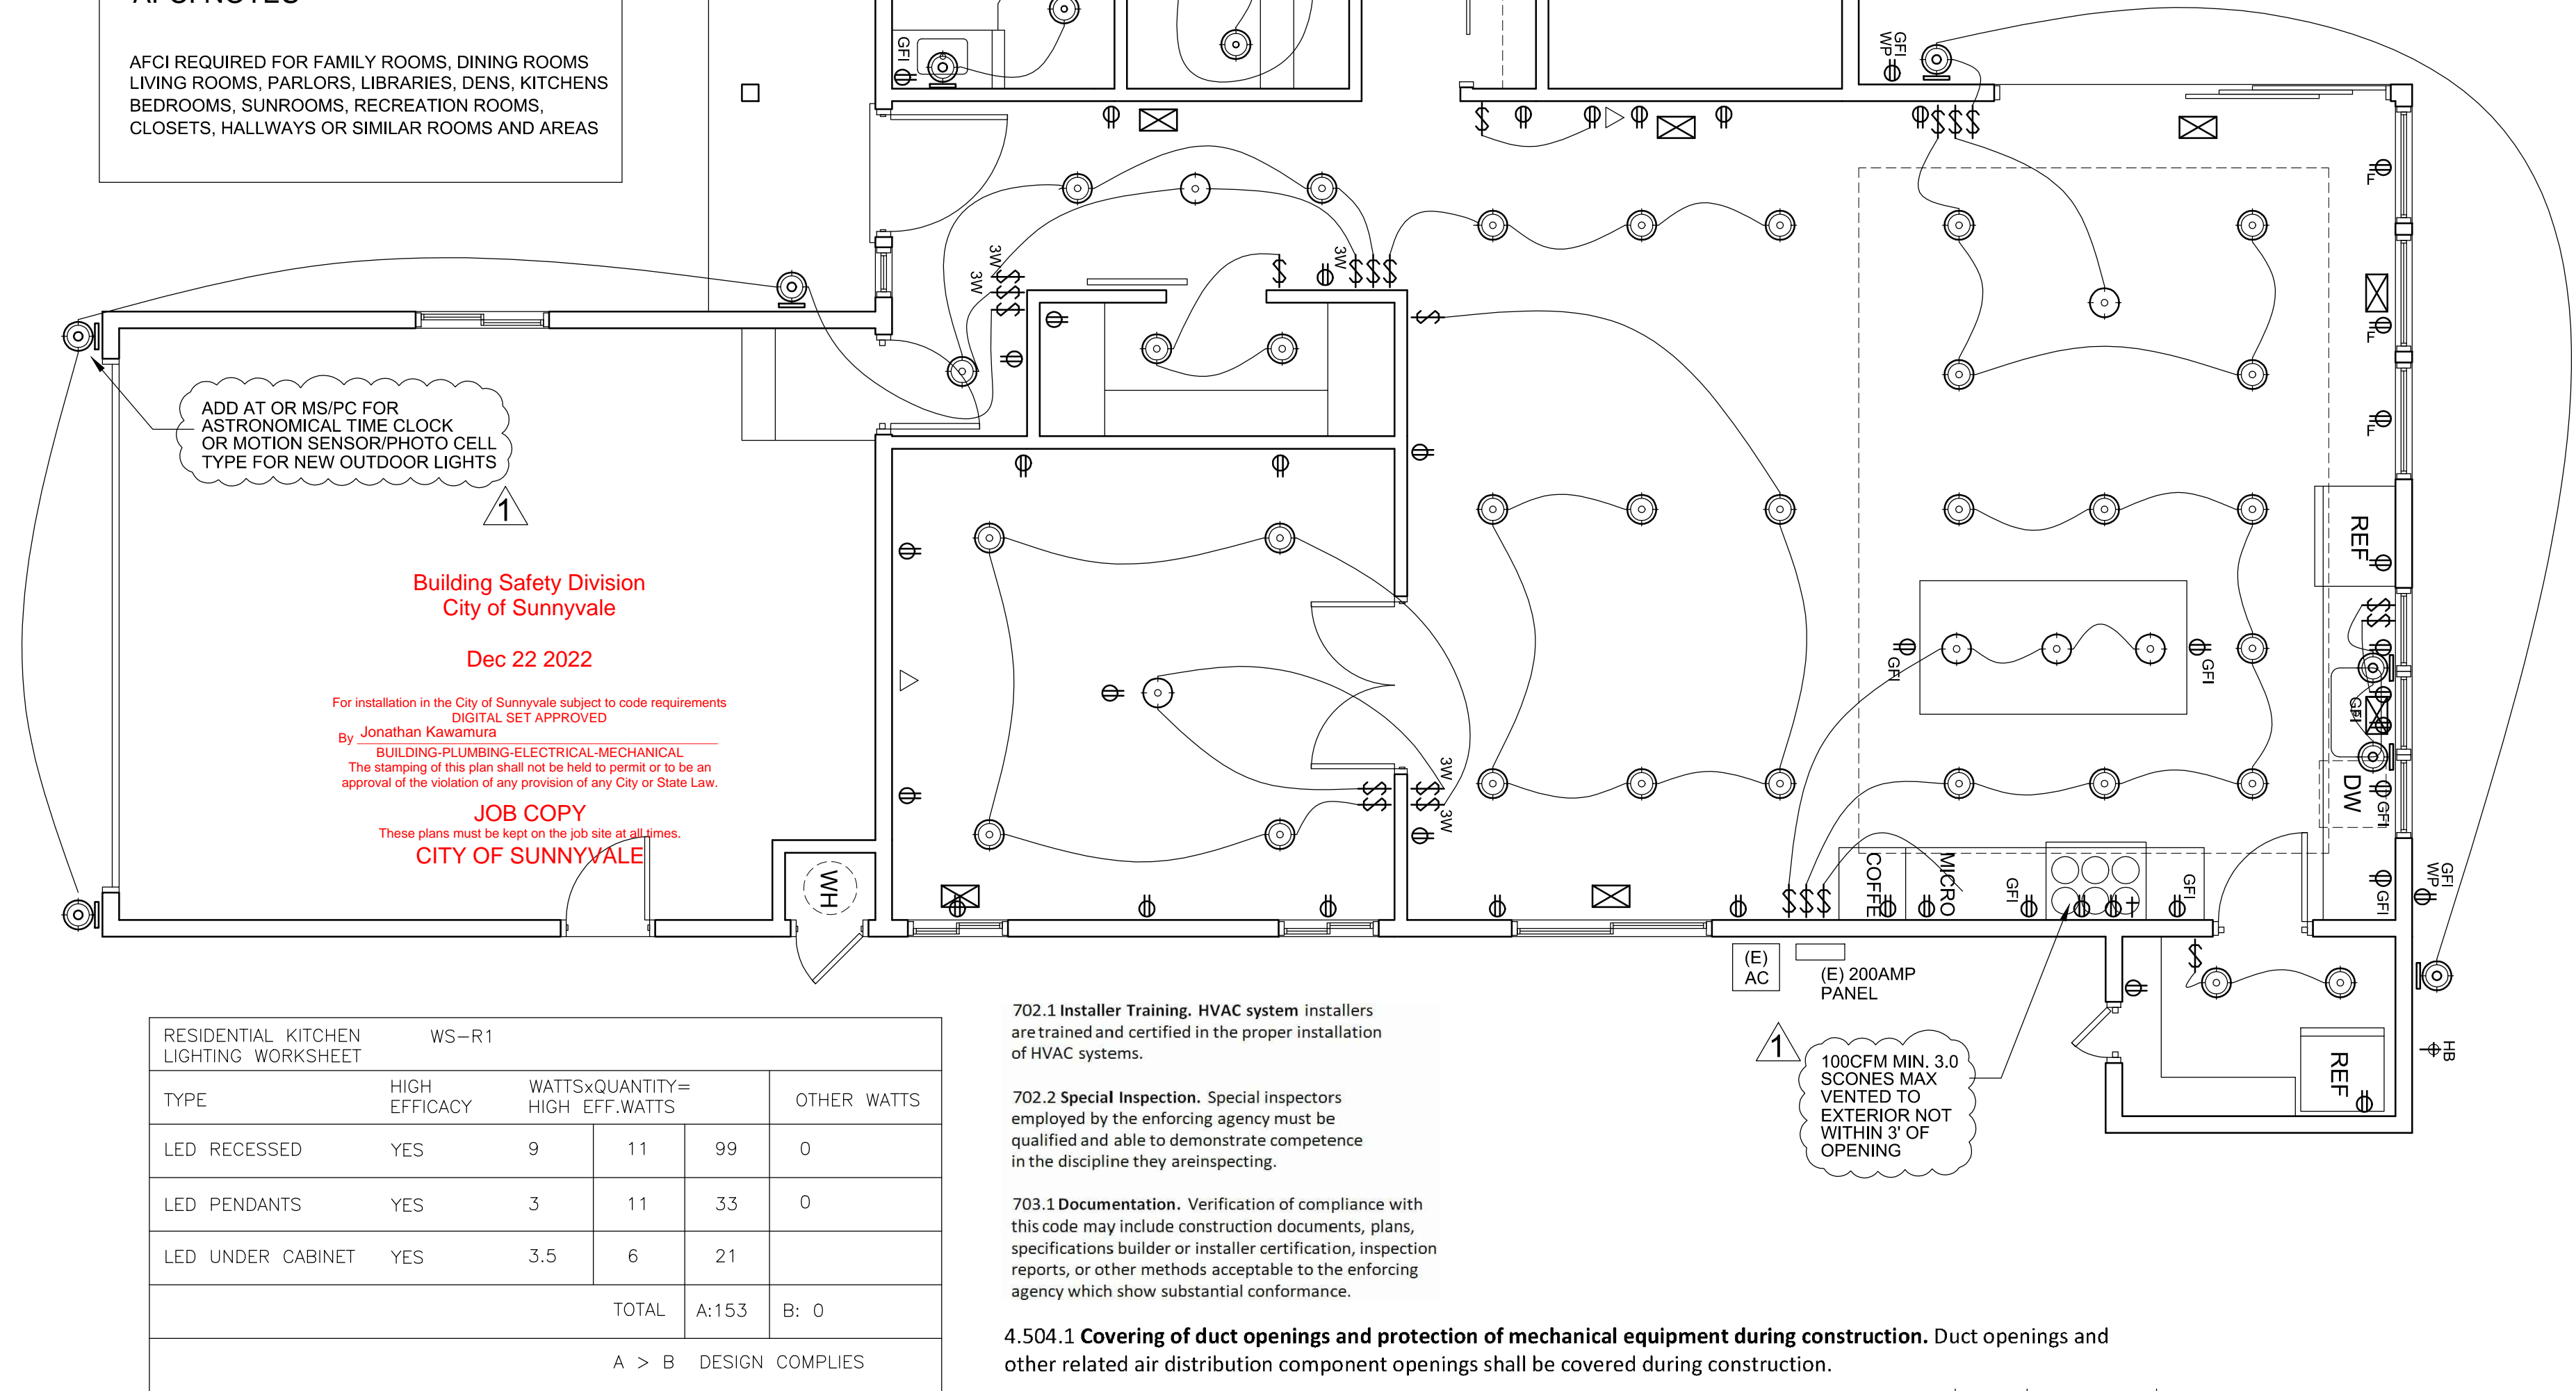 AFCI NOTES
AFCI REQUIRED FOR FAMILY ROOMS, DINING ROOMS
LIVING ROOMS, PARLORS, LIBRARIES, DENS, KITCHENS
BEDROOMS, SUNROOMS, RECREATION ROOMS,
CLOSETS, HALLWAYS OR SIMILAR ROOMS AND AREAS
GFI
GFI
WP
F
F
F
3W
3W
3W
ADD AT OR MS/PC FOR
ASTRONOMICAL TIME CLOCK
OR MOTION SENSOR/PHOTO CELL
TYPE FOR NEW OUTDOOR LIGHTS
1
Building Safety Division
City of Sunnyvale
Dec 22 2022
For installation in the City of Sunnyvale subject to code requirements
DIGITAL SET APPROVED
By Jonathan Kawamura
BUILDING-PLUMBING-ELECTRICAL-MECHANICAL
The stamping of this plan shall not be held to permit or to be an
approval of the violation of any provision of any City or State Law.
JOB COPY
These plans must be kept on the job site at all times.
CITY OF SUNNYVALE
WH
3W
3W
REF
GFI
GFI
GFI
DW
GFI
COFFE
MICRO
GFI
GFI
GFI
GFI
WP
(E)
AC
(E) 200AMP
PANEL
HB
REF
1
100CFM MIN. 3.0
SCONES MAX
VENTED TO
EXTERIOR NOT
WITHIN 3' OF
OPENING
RESIDENTIAL KITCHEN WS-R1
LIGHTING WORKSHEET
TYPE HIGH EFFICACY WATTSxQUANTITY= HIGH EFF.WATTS OTHER WATTS
LED RECESSED YES 9 11 99 0
LED PENDANTS YES 3 11 33 0
LED UNDER CABINET YES 3.5 6 21
TOTAL A:153 B: 0
A > B DESIGN COMPLIES
702.1 Installer Training. HVAC system installers
are trained and certified in the proper installation
of HVAC systems.
702.2 Special Inspection. Special inspectors
employed by the enforcing agency must be
qualified and able to demonstrate competence
in the discipline they areinspecting.
703.1 Documentation. Verification of compliance with
this code may include construction documents, plans,
specifications builder or installer certification, inspection
reports, or other methods acceptable to the enforcing
agency which show substantial conformance.
4.504.1 Covering of duct openings and protection of mechanical equipment during construction. Duct openings and
other related air distribution component openings shall be covered during construction.